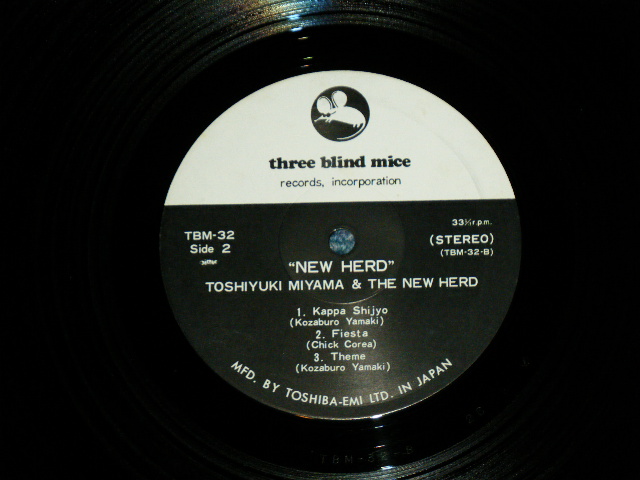 three blind mice
records, incorporation
TBM-32
Side 2
33⅓ r.p.m.
(STEREO)
(TBM-32-B)
"NEW HERD"
TOSHIYUKI MIYAMA & THE NEW HERD
1. Kappa Shijyo
(Kozaburo Yamaki)
2. Fiesta
(Chick Corea)
3. Theme
(Kozaburo Yamaki)
MFD. BY TOSHIBA-EMI LTD. IN JAPAN